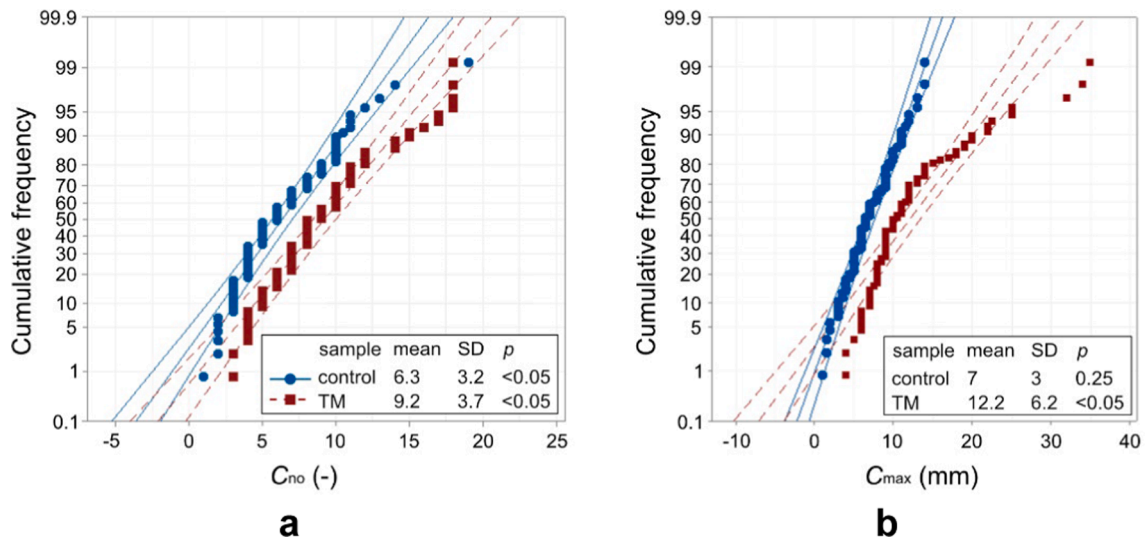 99.9
99
95
90
80
70
60
50
40
30
20
10
5
1
0.1
Cumulative frequency
sample mean SD p
control 6.3 3.2 <0.05
TM 9.2 3.7 <0.05
-5 0 5 10 15 20 25
Cno (-)
a
99.9
99
95
90
80
70
60
50
40
30
20
10
5
1
0.1
Cumulative frequency
sample mean SD p
control 7 3 0.25
TM 12.2 6.2 <0.05
-10 0 10 20 30 40
Cmax (mm)
b